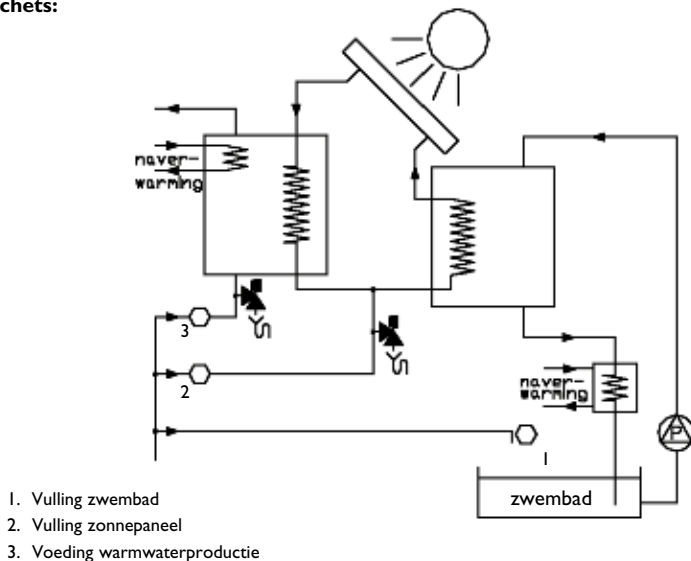 chets:
naver-
warming
3
2
naver-
warming
P
1
zwembad
1. Vulling zwembad
2. Vulling zonnepaneel
3. Voeding warmwaterproductie